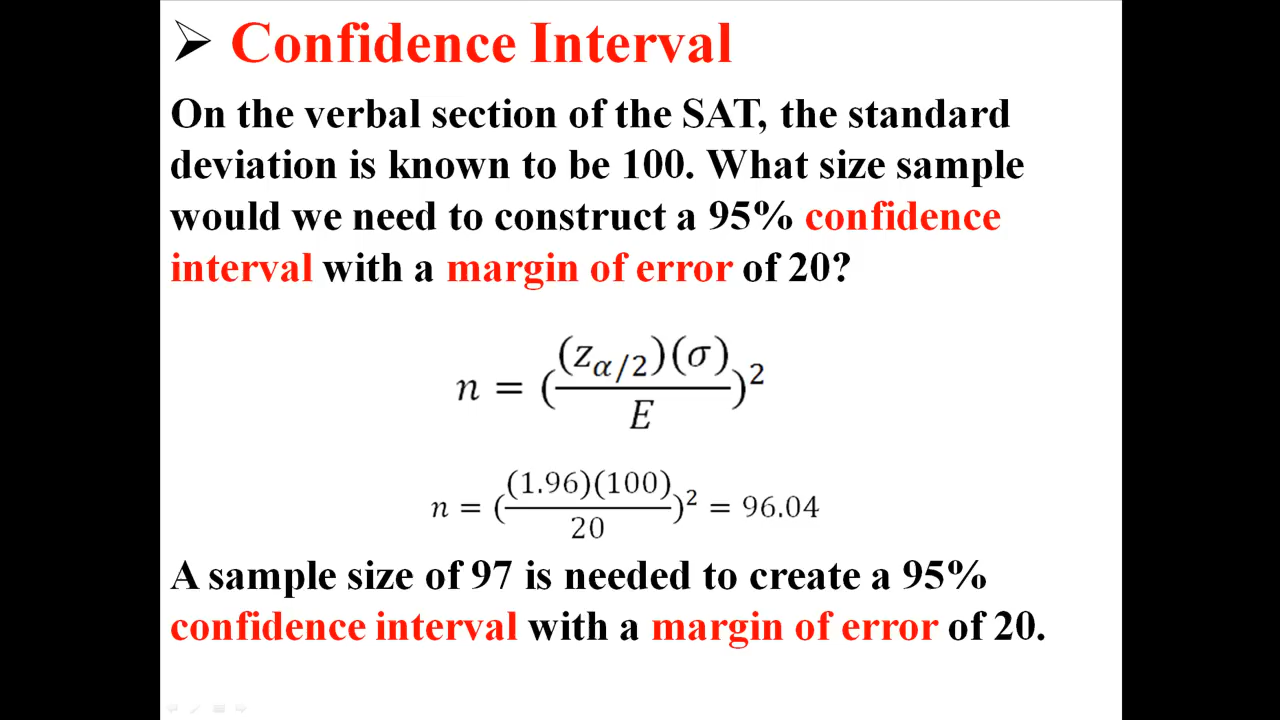 ➢ Confidence Interval
On the verbal section of the SAT, the standard
deviation is known to be 100. What size sample
would we need to construct a 95% confidence
interval with a margin of error of 20?
n = ((z_{α/2})(σ)/E)²
n = ((1.96)(100)/20)² = 96.04
A sample size of 97 is needed to create a 95%
confidence interval with a margin of error of 20.